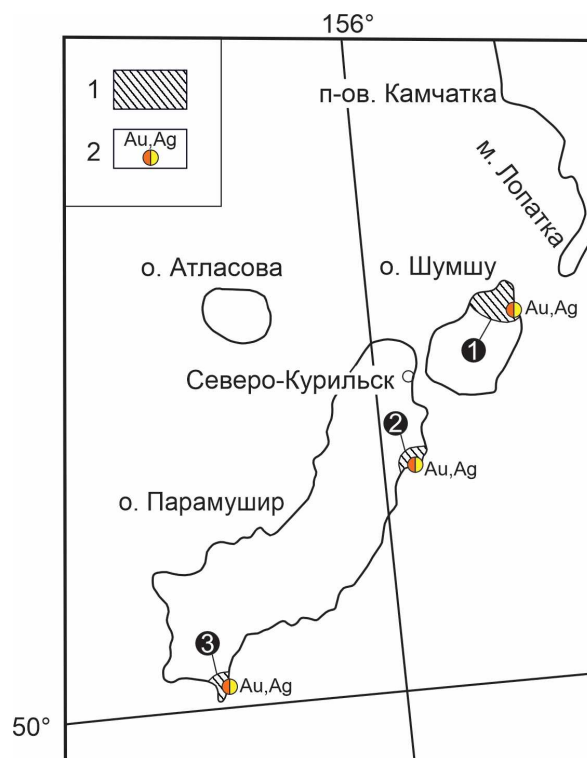 156°
1
п-ов. Камчатка
Au,Ag
2
м. Лопатка
о. Атласова
о. Шумшу
Au,Ag
1
Северо-Курильск
2
Au,Ag
о. Парамушир
3
Au,Ag
50°